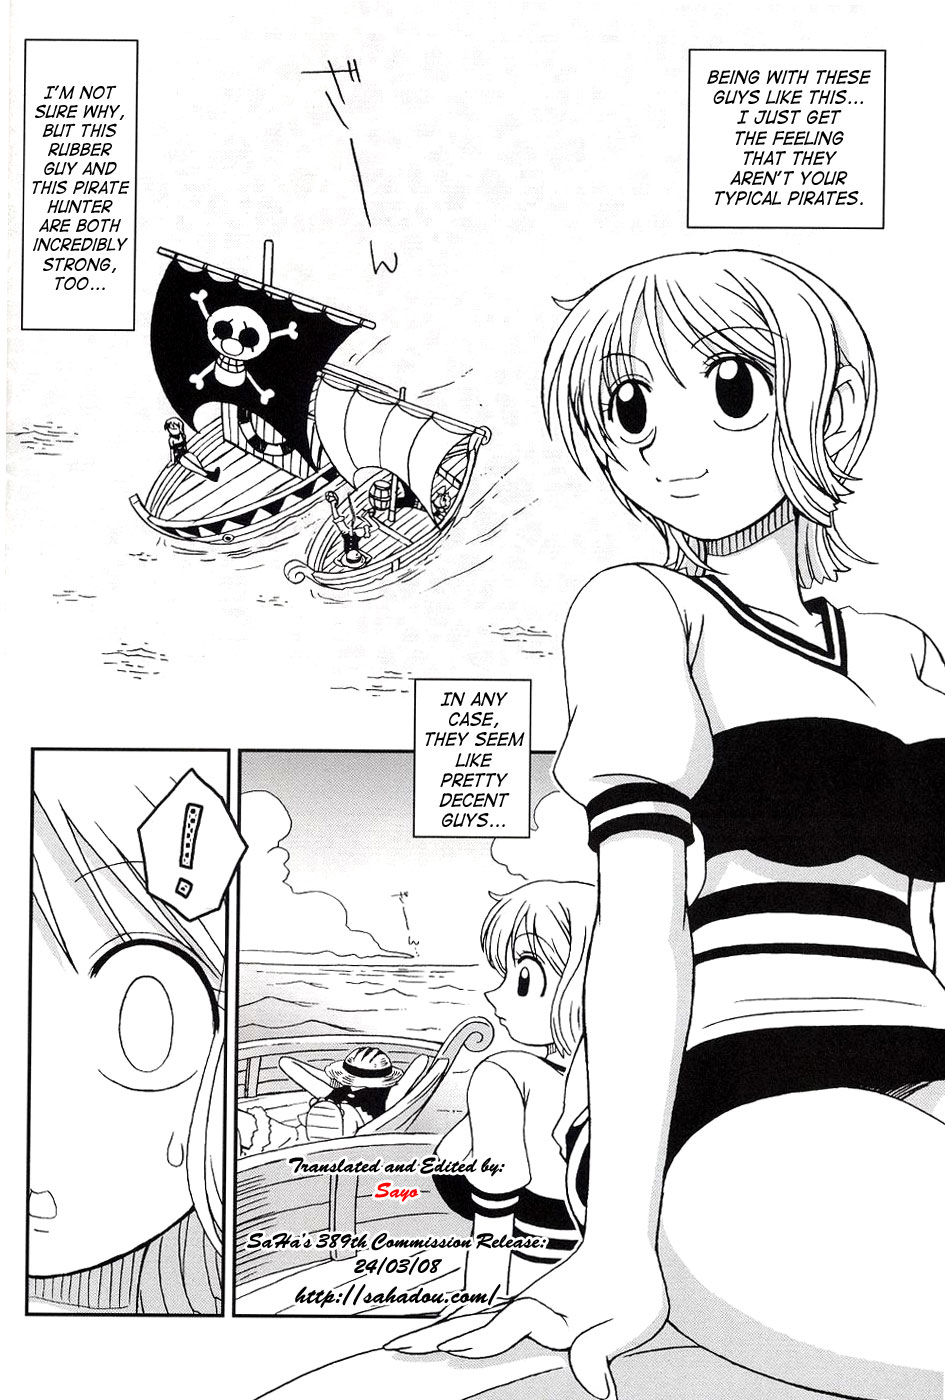 BEING WITH THESE
GUYS LIKE THIS...
I JUST GET
THE FEELING
THAT THEY
AREN'T YOUR
TYPICAL PIRATES.
I'M NOT
SURE WHY,
BUT THIS
RUBBER
GUY AND
THIS PIRATE
HUNTER
ARE BOTH
INCREDIBLY
STRONG,
TOO...
IN ANY
CASE,
THEY SEEM
LIKE
PRETTY
DECENT
GUYS...
!
Translated and Edited by:
Sayo
SaHa's 389th Commission Release:
24/03/08
http://sahadou.com/